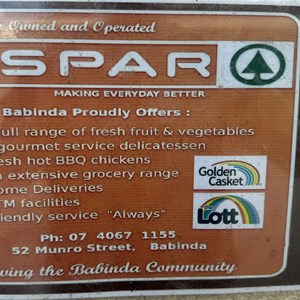 Owned and Operated
SPAR
MAKING EVERYDAY BETTER
Babinda Proudly Offers :
full range of fresh fruit & vegetables
gourmet service delicatessen
esh hot BBQ chickens
n extensive grocery range
ome Deliveries
TM facilities
iendly service "Always"
Golden
Casket
the
Lott
Ph: 07 4067 1155
52 Munro Street, Babinda
ving the Babinda Community